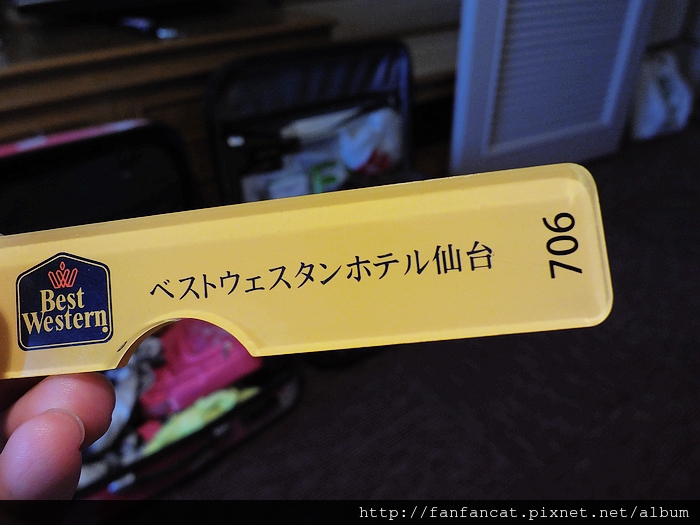 Best
Western
ベストウェスタンホテル仙台
706
http://fanfancat.pixnet.net/album